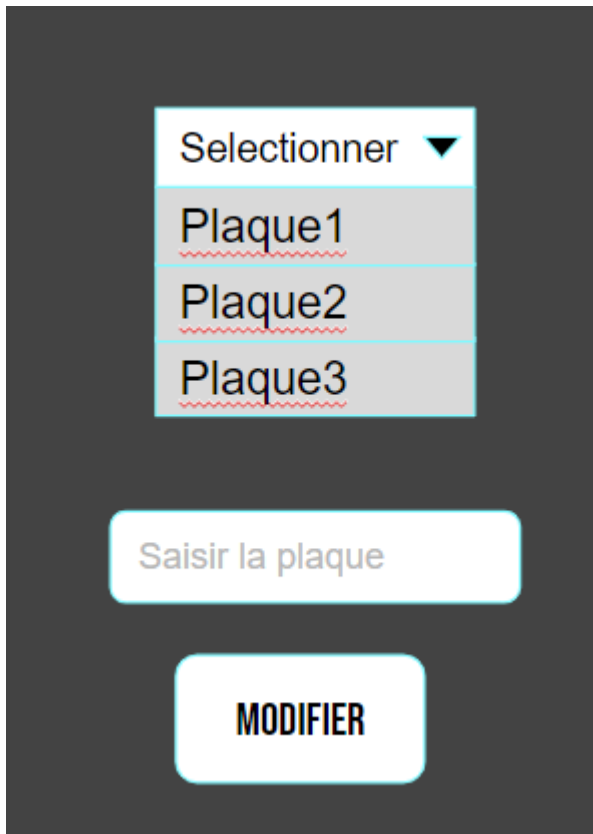 Selectionner
Plaque1
Plaque2
Plaque3
Saisir la plaque
MODIFIER